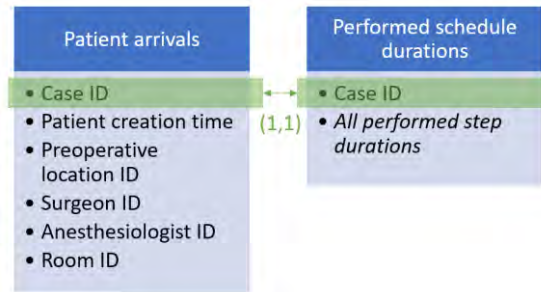 Patient arrivals
• Case ID
• Patient creation time
• Preoperative
location ID
• Surgeon ID
• Anesthesiologist ID
• Room ID
(1,1)
Performed schedule
durations
• Case ID
• All performed step
durations